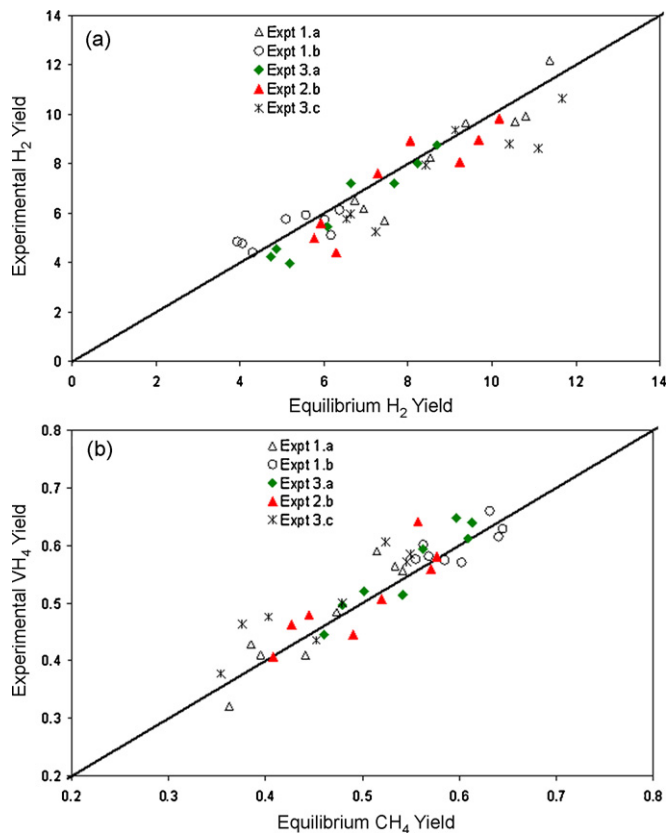 (a)
Expt 1.a
Expt 1.b
Expt 3.a
Expt 2.b
Expt 3.c
Experimental H2 Yield
14
12
10
8
6
4
2
0
0 2 4 6 8 10 12 14
Equilibrium H2 Yield
(b)
Expt 1.a
Expt 1.b
Expt 3.a
Expt 2.b
Expt 3.c
Experimental VH4 Yield
0.8
0.7
0.6
0.5
0.4
0.3
0.2
0.2 0.3 0.4 0.5 0.6 0.7 0.8
Equilibrium CH4 Yield